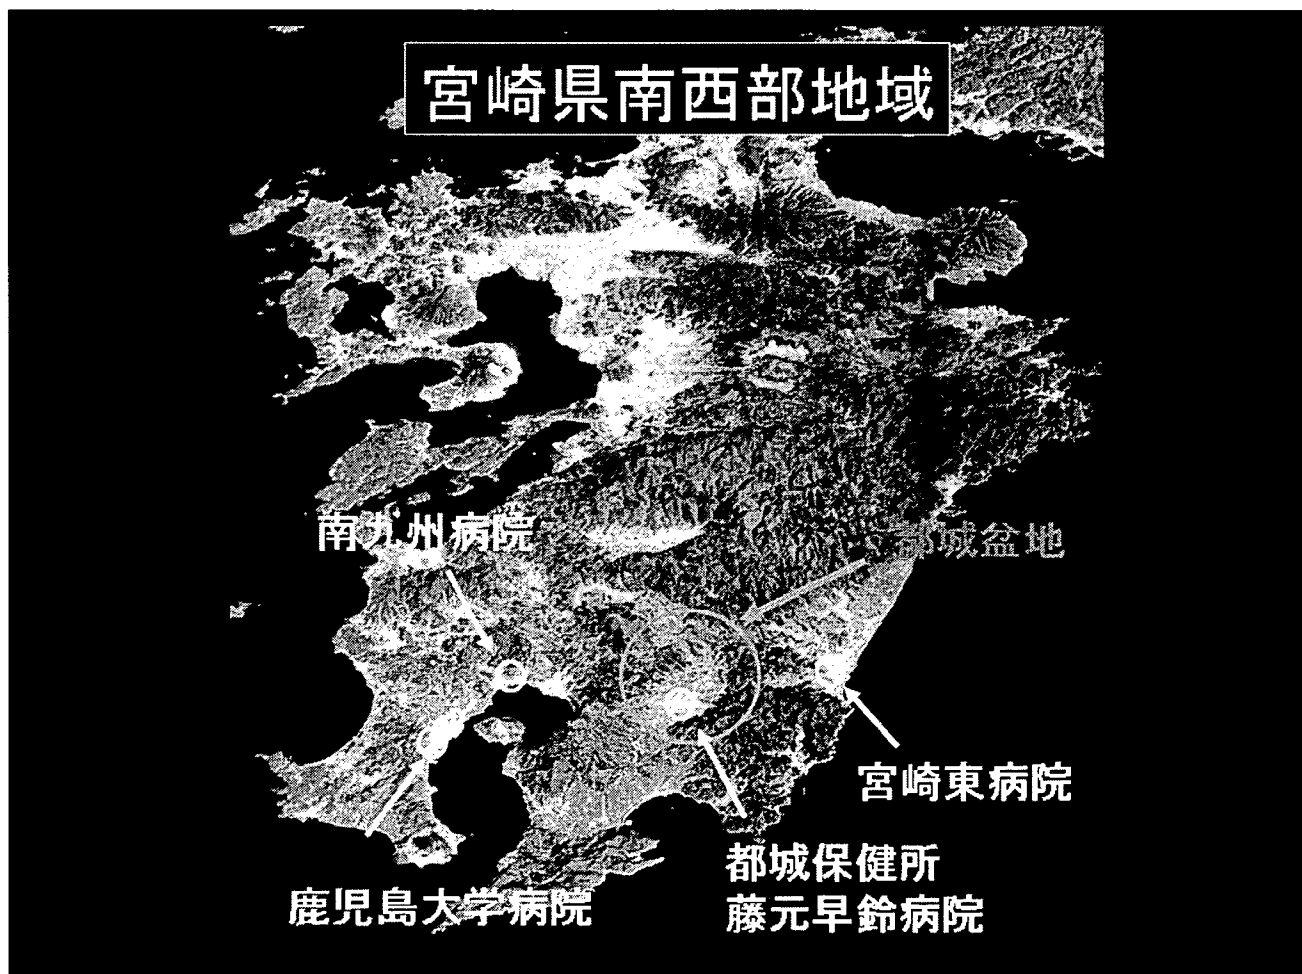 宮崎県南西部地域
南九州病院
都城盆地
宮崎東病院
都城保健所
藤元早鈴病院
鹿児島大学病院